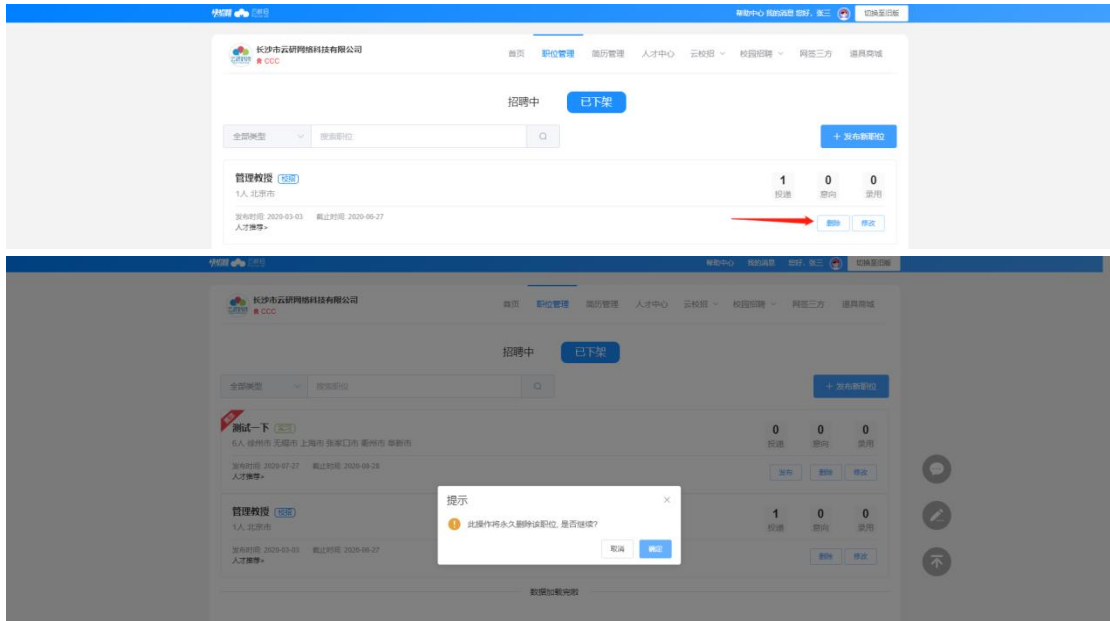 帮助中心 我的消息 您好, 张三 切换至旧版
长沙市云研网络科技有限公司
CCC
首页 职位管理 简历管理 人才中心 云校招 校园招聘 网签三方 道具商城
招聘中 已下架
全部类型 搜索职位 + 发布新职位
管理教授 校招 1 0 0
1人 北京市 投递 意向 录用
发布时间: 2020-03-03 截止时间: 2020-06-27 删除 修改
人才推荐»
帮助中心 我的消息 您好, 张三 切换至旧版
长沙市云研网络科技有限公司
CCC
首页 职位管理 简历管理 人才中心 云校招 校园招聘 网签三方 道具商城
招聘中 已下架
全部类型 搜索职位 + 发布新职位
测试一下 0 0 0
6人 徐州市 无锡市 上海市 张家口市 衢州市 阜新市 投递 意向 录用
发布时间: 2020-07-27 截止时间: 2020-09-28 发布 删除 修改
人才推荐»
提示
此操作将永久删除该职位, 是否继续?
取消 确定
管理教授 校招 1 0 0
1人 北京市 投递 意向 录用
发布时间: 2020-03-03 截止时间: 2020-06-27 删除 修改
人才推荐»
数据加载完啦